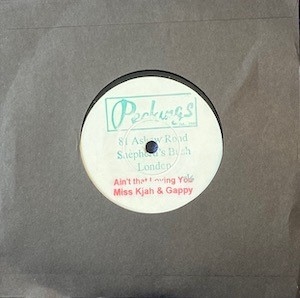 Peckings
81 Askew Road
Shepherd's Bush
London
Ain't that Loving You
Miss Kjah & Gappy